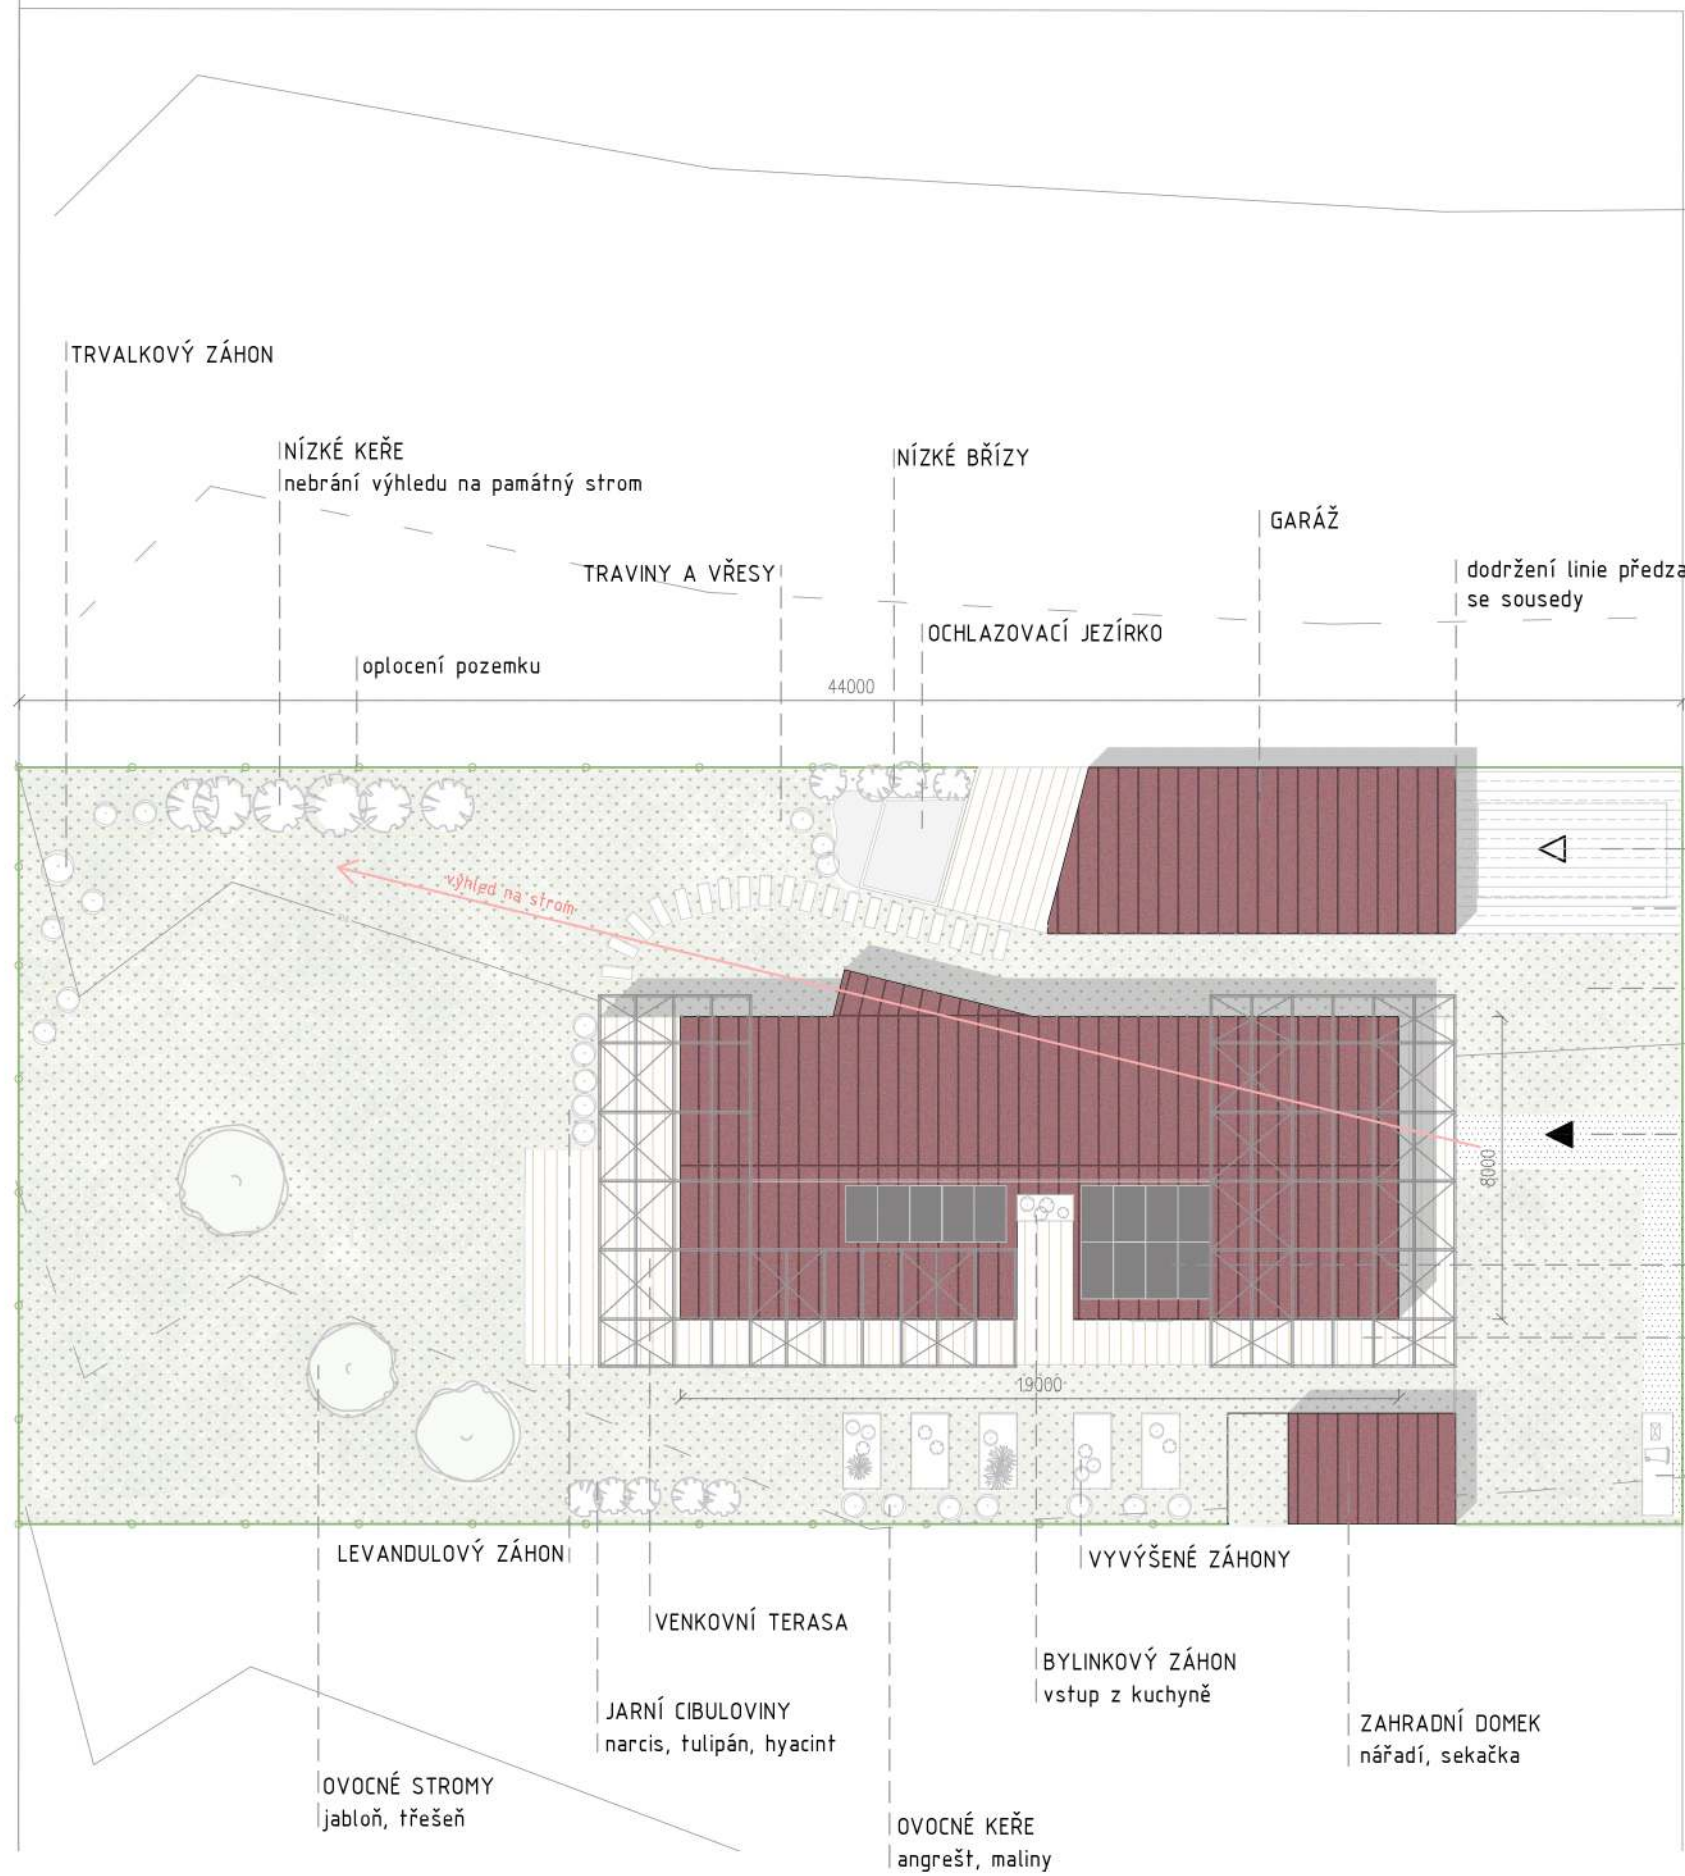 TRVALKOVÝ ZÁHON
NÍZKÉ KEŘE
nebrání výhledu na památný strom
NÍZKÉ BŘÍZY
GARÁŽ
TRAVINY A VŘESY
dodržení linie předza
se sousedy
OCHLAZOVACÍ JEZÍRKO
oplocení pozemku
44000
výhled na strom
8000
19000
LEVANDULOVÝ ZÁHON
VYVÝŠENÉ ZÁHONY
VENKOVNÍ TERASA
BYLINKOVÝ ZÁHON
vstup z kuchyně
JARNÍ CIBULOVINY
narcis, tulipán, hyacint
ZAHRADNÍ DOMEK
nářadí, sekačka
OVOCNÉ STROMY
jabloň, třešeň
OVOCNÉ KEŘE
angrešt, maliny